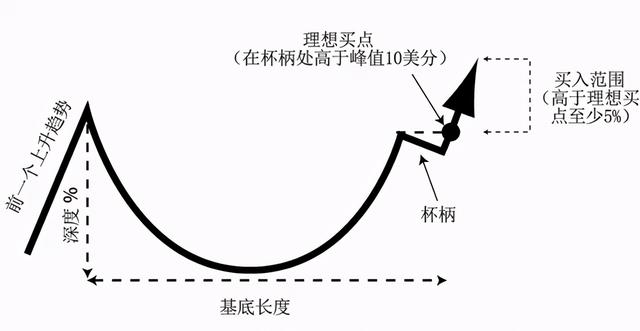 理想买点
（在杯柄处高于峰值10美分）
买入范围
（高于理想买
点至少5%）
前一个上升趋势
深度 %
杯柄
基底长度